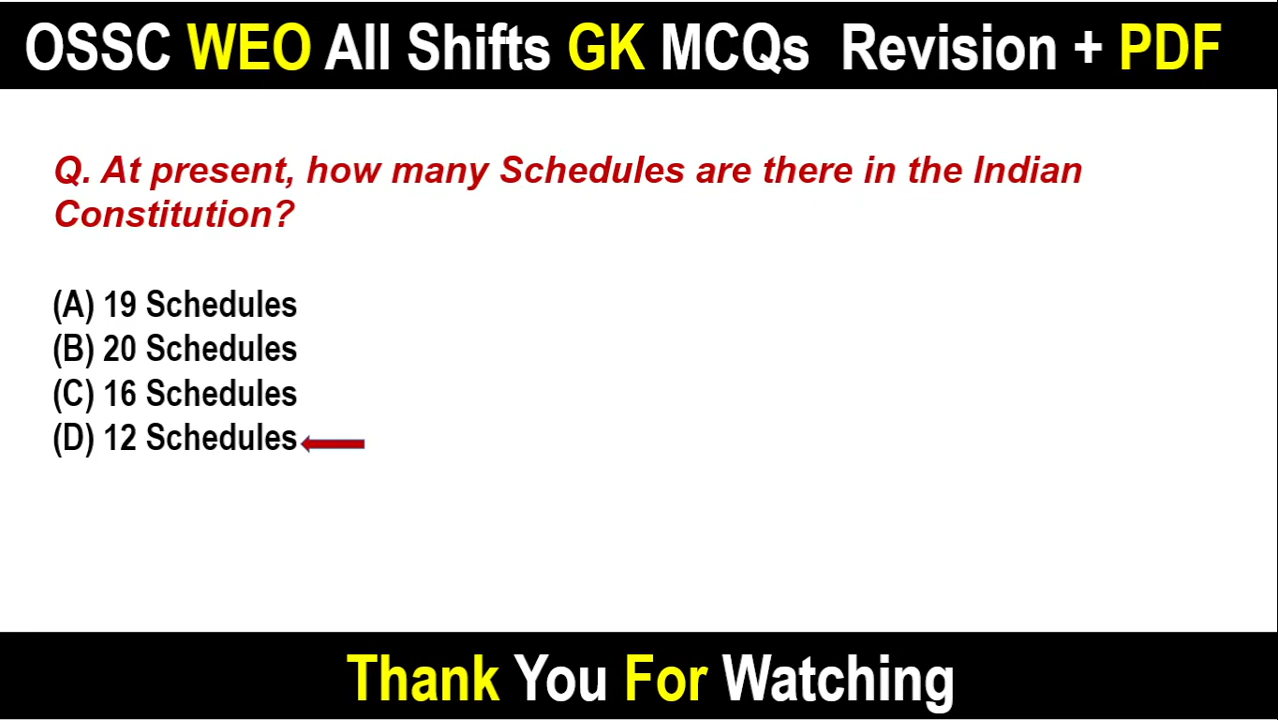 OSSC WEO All Shifts GK MCQs Revision + PDF
Q. At present, how many Schedules are there in the Indian
Constitution?
(A) 19 Schedules
(B) 20 Schedules
(C) 16 Schedules
(D) 12 Schedules
Thank You For Watching